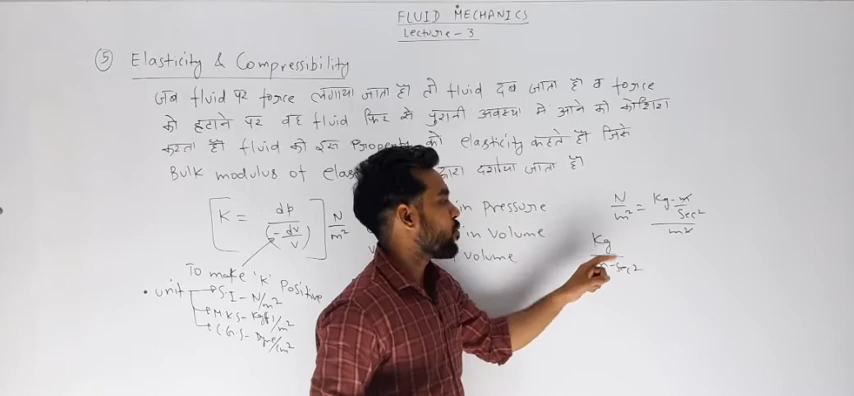 FLUID MECHANICS
Lecture - 3
⑤ Elasticity & Compressibility
जब fluid पर force लगाया जाता है। तो fluid दब जाता है। व force
को हटाने पर वह fluid फिर से पुरानी अवस्था में आने की कोशिश
करता है। fluid की इस Property को elasticity कहते है। जिसे
Bulk modulus of द्वारा दर्शाया जाता है।
[K = dp / (-dv/v)] N/m²
in Pressure
in volume
volume
N/m² = Kg-m/Sec² / m²
Kg / -Sec²
To make 'K' Positive
• unit → S.I - N/m²
→ M.K.S - Kgf/m²
→ C.G.S - Dyne/cm²